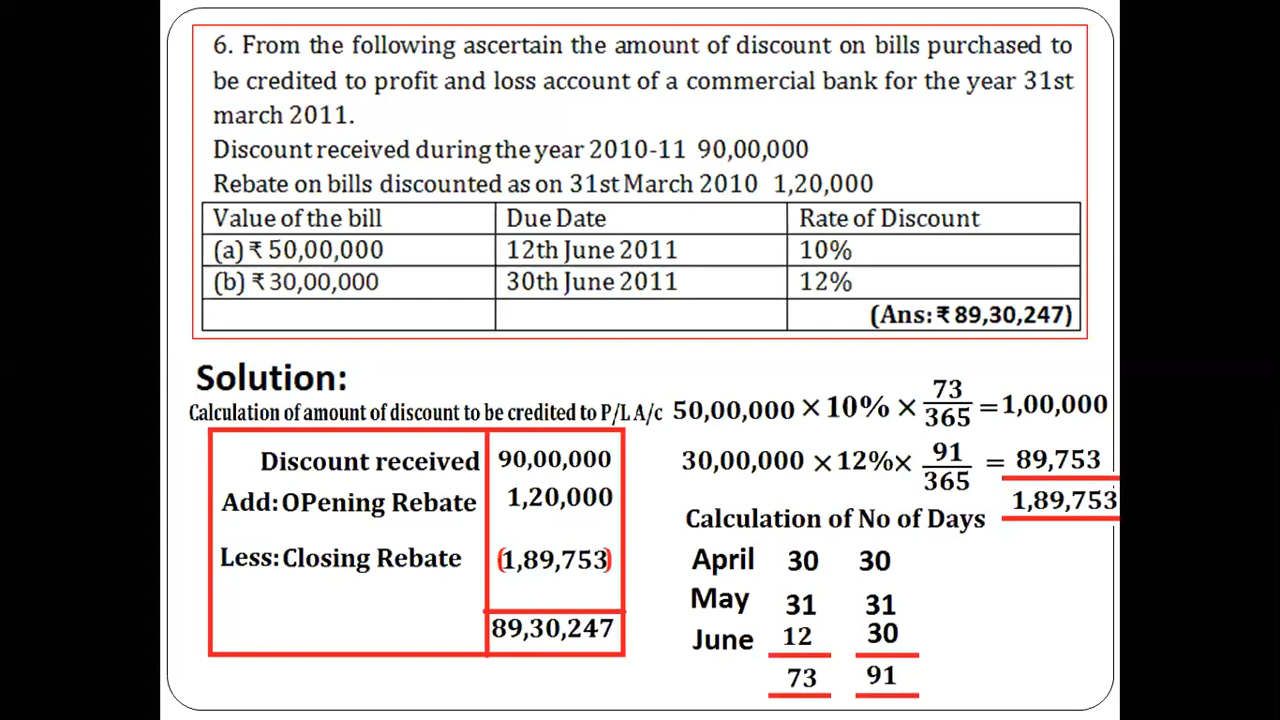 6. From the following ascertain the amount of discount on bills purchased to
be credited to profit and loss account of a commercial bank for the year 31st
march 2011.
Discount received during the year 2010-11 90,00,000
Rebate on bills discounted as on 31st March 2010 1,20,000
Value of the bill Due Date Rate of Discount
(a) ₹ 50,00,000 12th June 2011 10%
(b) ₹ 30,00,000 30th June 2011 12%
(Ans: ₹ 89,30,247)
Solution:
Calculation of amount of discount to be credited to P/L A/c
Discount received 90,00,000
Add: OPening Rebate 1,20,000
Less: Closing Rebate (1,89,753)
89,30,247
50,00,000 × 10% × 73/365 = 1,00,000
30,00,000 × 12% × 91/365 = 89,753
1,89,753
Calculation of No of Days
April 30 30
May 31 31
June 12 30
73 91